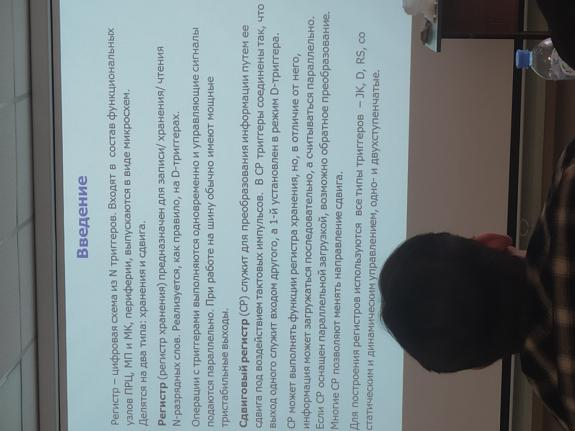 Введение
Регистр – цифровая схема из N триггеров. Входят в состав функциональных
узлов ПРЦ, МП и МК, периферии, выпускаются в виде микросхем.
Делятся на два типа: хранения и сдвига.
Регистр (регистр хранения) предназначен для записи/ хранения/ чтения
N-разрядных слов. Реализуется, как правило, на D-триггерах.
Операции с триггерами выполняются одновременно и управляющие сигналы
подаются параллельно. При работе на шину обычно имеют мощные
тристабильные выходы.
Сдвиговый регистр (СР) служит для преобразования информации путем ее
сдвига под воздействием тактовых импульсов. В СР триггеры соединены так, что
выход одного служит входом другого, а 1-й установлен в режим D-триггера.
СР может выполнять функции регистра хранения, но, в отличие от него,
информация может загружаться последовательно, а считываться параллельно.
Если СР оснащен параллельной загрузкой, возможно обратное преобразование.
Многие СР позволяют менять направление сдвига.
Для построения регистров используются все типы триггеров – JK, D, RS, со
статическим и динамическим управлением, одно- и двухступенчатые.